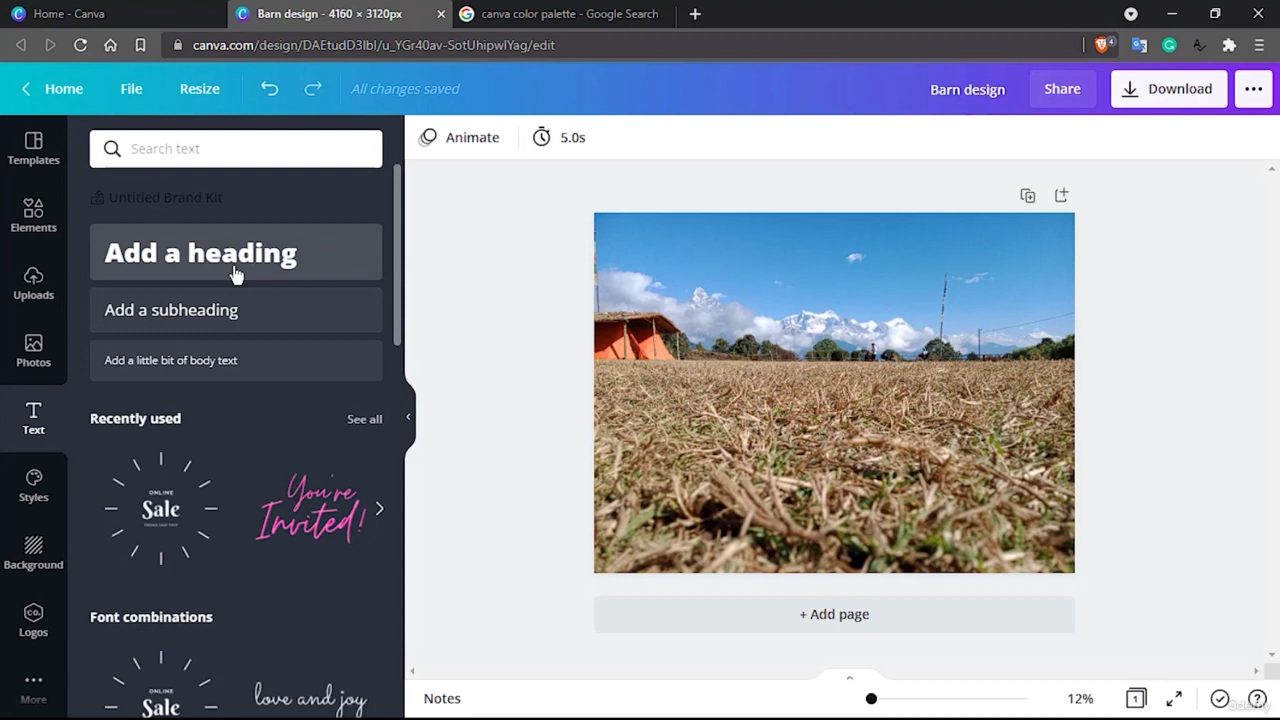 Home - Canva
Barn design - 4160 × 3120px
canva color palette - Google Search
canva.com/design/DAEtudD3lbI/u_YGr40av-SotUhipwIYag/edit
4
Home
File
Resize
All changes saved
Barn design
Share
Download
Templates
Elements
Uploads
Photos
Text
Styles
Background
CO.
Logos
More
Search text
Untitled Brand Kit
Add a heading
Add a subheading
Add a little bit of body text
Recently used
See all
ONLINE
Sale
You're
Invited!
Font combinations
ONLINE
Sale
love and joy
Animate
5.0s
+ Add page
Notes
12%
1
?